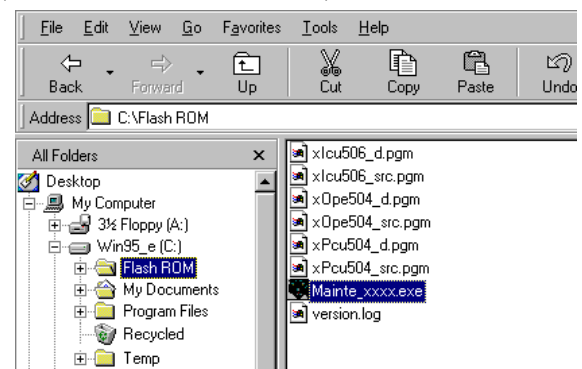 File Edit View Go Favorites Tools Help
Back Forward Up Cut Copy Paste Undo
Address C:\Flash ROM
All Folders
Desktop
My Computer
3½ Floppy (A:)
Win95_e (C:)
Flash ROM
My Documents
Program Files
Recycled
Temp
xIcu506_d.pgm
xIcu506_src.pgm
xOpe504_d.pgm
xOpe504_src.pgm
xPcu504_d.pgm
xPcu504_src.pgm
Mainte_xxxx.exe
version.log